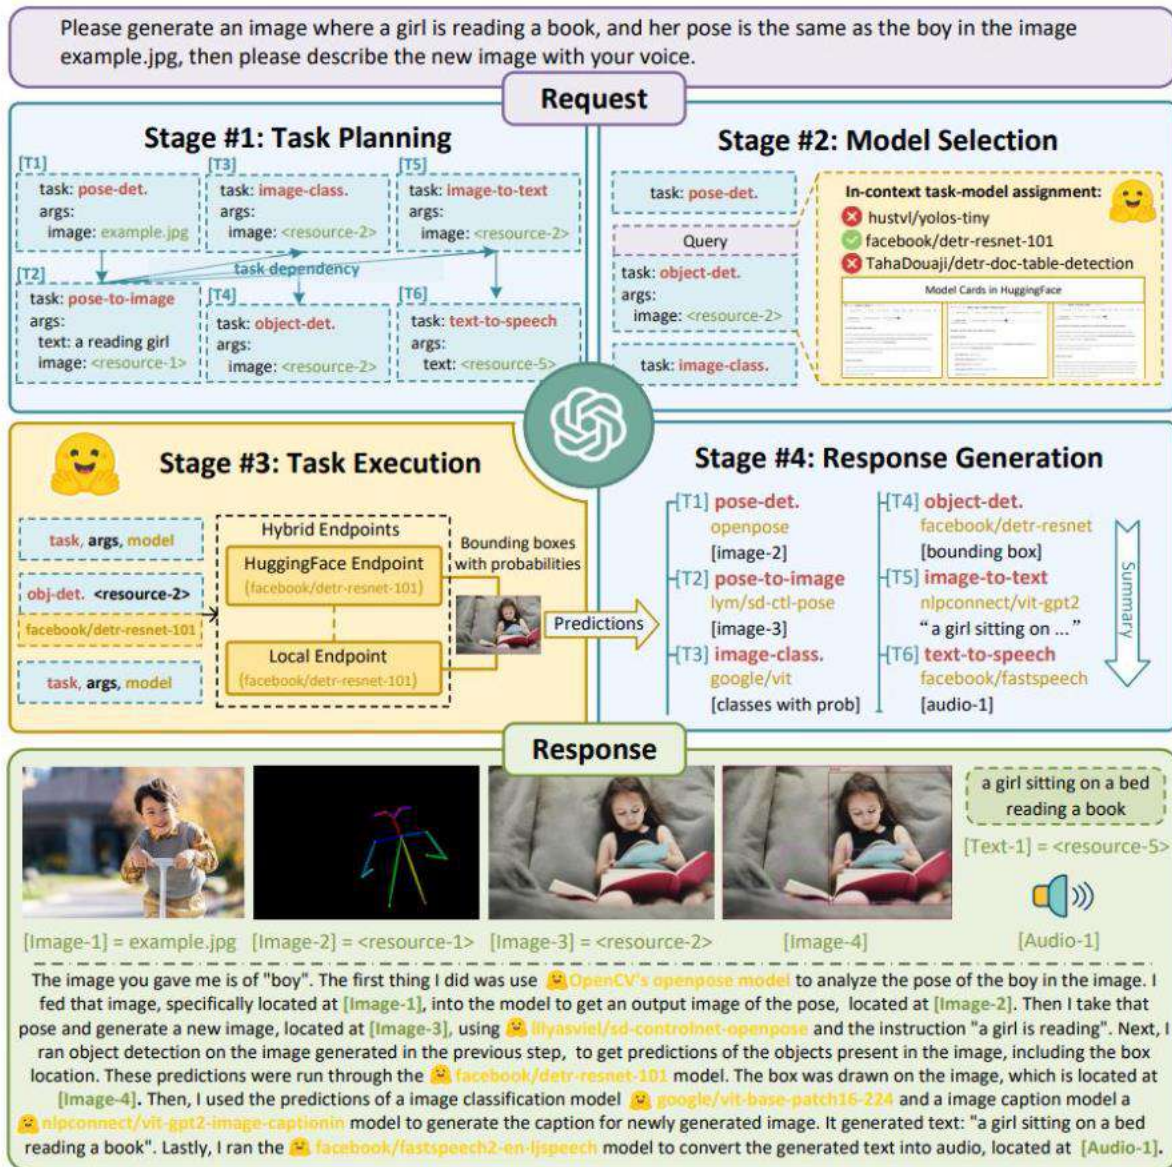 Please generate an image where a girl is reading a book, and her pose is the same as the boy in the image
example.jpg, then please describe the new image with your voice.
Request
Stage #1: Task Planning
[T1]
task: pose-det.
args:
image: example.jpg
[T3]
task: image-class.
args:
image: <resource-2>
[T5]
task: image-to-text
args:
image: <resource-2>
task dependency
[T2]
task: pose-to-image
args:
text: a reading girl
image: <resource-1>
[T4]
task: object-det.
args:
image: <resource-2>
[T6]
task: text-to-speech
args:
text: <resource-5>
Stage #2: Model Selection
task: pose-det.
Query
task: object-det.
args:
image: <resource-2>
task: image-class.
In-context task-model assignment:
hustvl/yolos-tiny
facebook/detr-resnet-101
TahaDouaji/detr-doc-table-detection
Model Cards in HuggingFace
Stage #3: Task Execution
task, args, model
obj-det. <resource-2>
facebook/detr-resnet-101
task, args, model
Hybrid Endpoints
HuggingFace Endpoint
(facebook/detr-resnet-101)
Local Endpoint
(facebook/detr-resnet-101)
Bounding boxes
with probabilities
Predictions
Stage #4: Response Generation
[T1] pose-det.
openpose
[image-2]
[T2] pose-to-image
lym/sd-ctl-pose
[image-3]
[T3] image-class.
google/vit
[classes with prob]
[T4] object-det.
facebook/detr-resnet
[bounding box]
[T5] image-to-text
nlpconnect/vit-gpt2
“a girl sitting on ...”
[T6] text-to-speech
facebook/fastspeech
[audio-1]
Summary
Response
a girl sitting on a bed
reading a book
[Text-1] = <resource-5>
[Image-1] = example.jpg
[Image-2] = <resource-1>
[Image-3] = <resource-2>
[Image-4]
[Audio-1]
The image you gave me is of "boy". The first thing I did was use OpenCV's openpose model to analyze the pose of the boy in the image. I
fed that image, specifically located at [Image-1], into the model to get an output image of the pose, located at [Image-2]. Then I take that
pose and generate a new image, located at [Image-3], using lllyasviel/sd-controlnet-openpose and the instruction "a girl is reading". Next, I
ran object detection on the image generated in the previous step, to get predictions of the objects present in the image, including the box
location. These predictions were run through the facebook/detr-resnet-101 model. The box was drawn on the image, which is located at
[Image-4]. Then, I used the predictions of a image classification model google/vit-base-patch16-224 and a image caption model a
nlpconnect/vit-gpt2-image-captionin model to generate the caption for newly generated image. It generated text: "a girl sitting on a bed
reading a book". Lastly, I ran the facebook/fastspeech2-en-ljspeech model to convert the generated text into audio, located at [Audio-1].